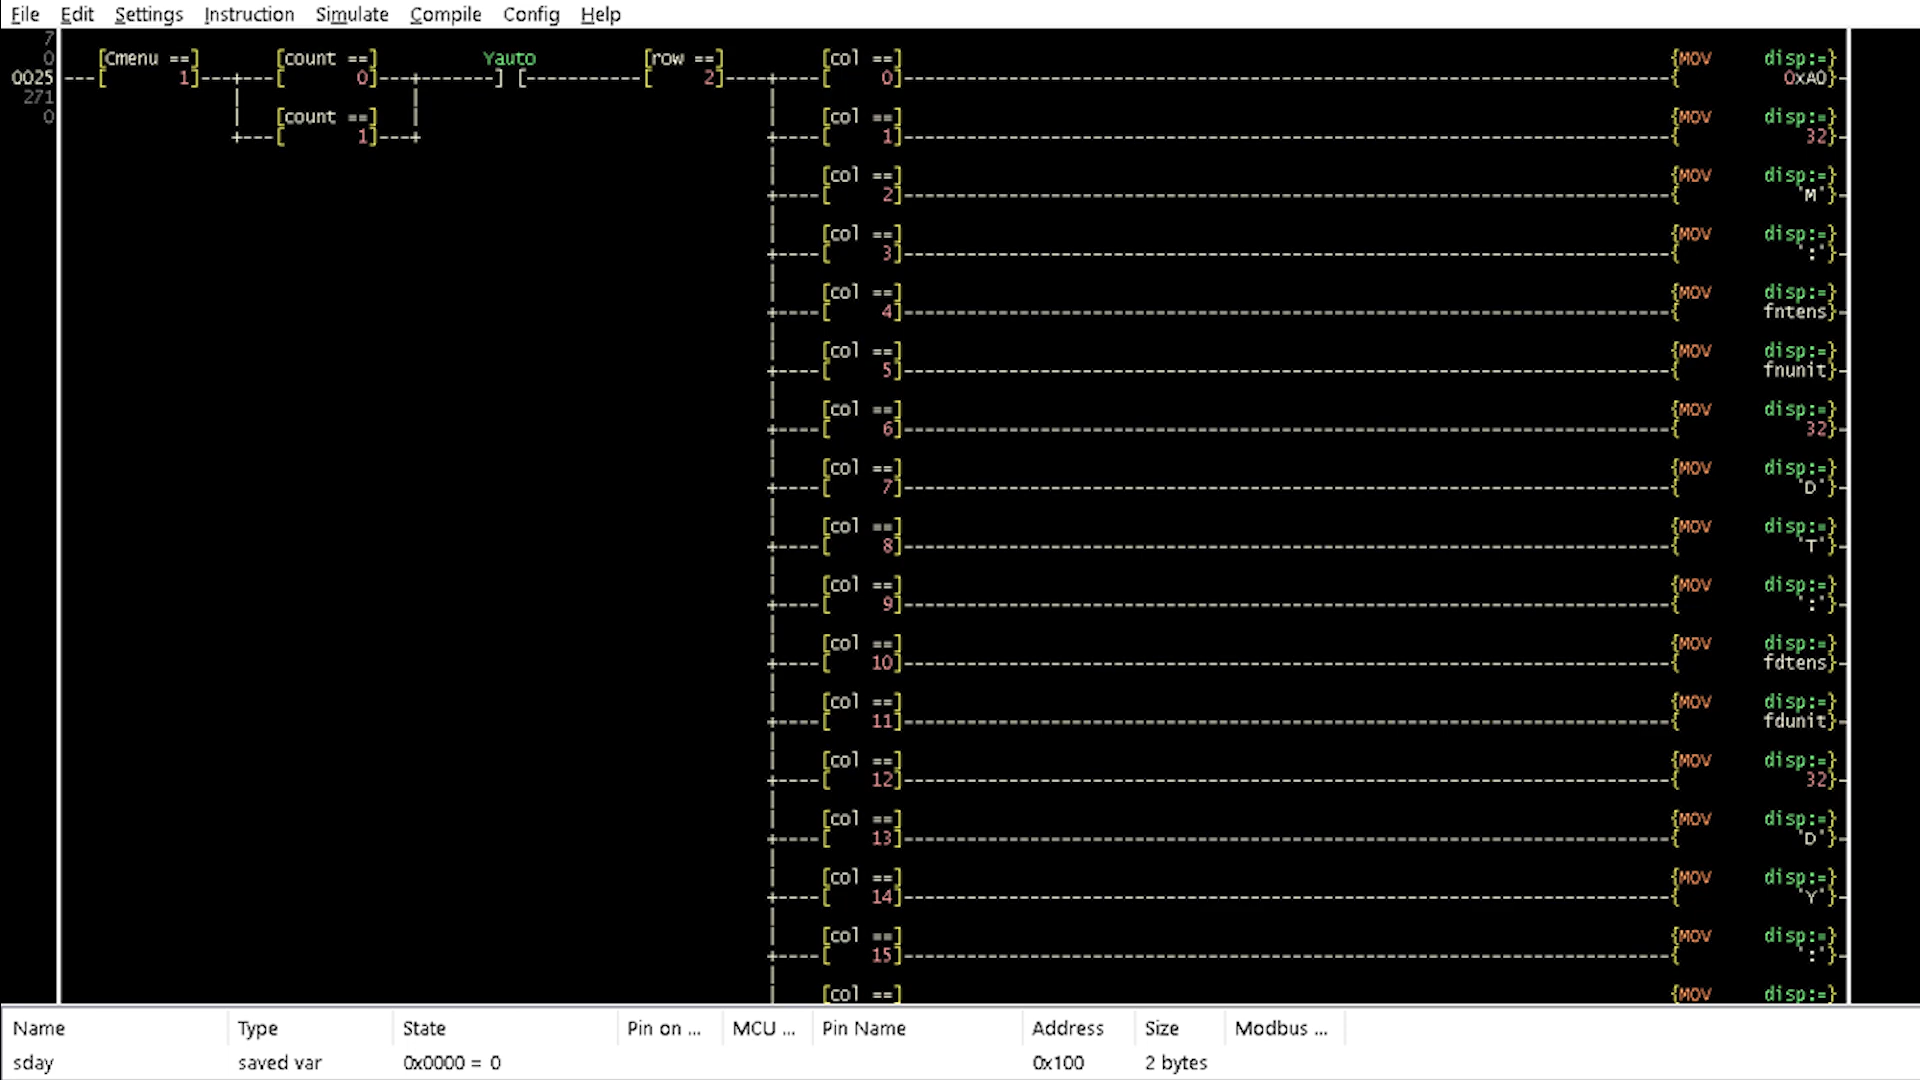 File Edit Settings Instruction Simulate Compile Config Help
7
0 [Cmenu ==] [count ==] Yauto [row ==] [col ==] {MOV disp:=}
0025 [ 1] [ 0] ] [ [ 2] [ 0] { 0xA0}
271
0 [count ==] [col ==] {MOV disp:=}
[ 1] [ 1] { 32}
[col ==] {MOV disp:=}
[ 2] { 'M'}
[col ==] {MOV disp:=}
[ 3] { ':'}
[col ==] {MOV disp:=}
[ 4] { fntens}
[col ==] {MOV disp:=}
[ 5] { fnunit}
[col ==] {MOV disp:=}
[ 6] { 32}
[col ==] {MOV disp:=}
[ 7] { 'D'}
[col ==] {MOV disp:=}
[ 8] { 'T'}
[col ==] {MOV disp:=}
[ 9] { ':'}
[col ==] {MOV disp:=}
[ 10] { fdtens}
[col ==] {MOV disp:=}
[ 11] { fdunit}
[col ==] {MOV disp:=}
[ 12] { 32}
[col ==] {MOV disp:=}
[ 13] { 'D'}
[col ==] {MOV disp:=}
[ 14] { 'Y'}
[col ==] {MOV disp:=}
[ 15] { ':'}
[col ==] {MOV disp:=}
Name Type State Pin on ... MCU ... Pin Name Address Size Modbus ...
sday saved var 0x0000 = 0 0x100 2 bytes